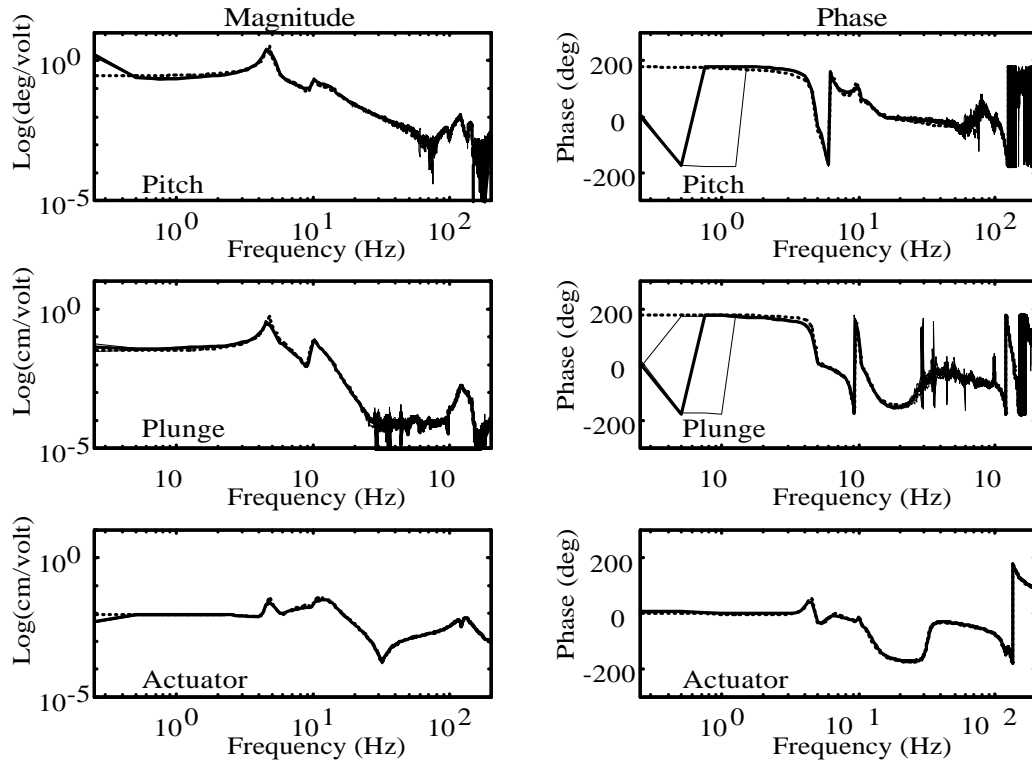 Magnitude
Phase
Log(deg/volt)
10^0
10^-5
Pitch
10^0 10^1 10^2
Frequency (Hz)
Phase (deg)
200
0
-200
Pitch
10^0 10^1 10^2
Frequency (Hz)
Log(cm/volt)
10^0
10^-5
Plunge
10 10 10
Frequency (Hz)
Phase (deg)
200
0
-200
Plunge
10 10 10
Frequency (Hz)
Log(cm/volt)
10^0
10^-5
Actuator
10^0 10^1 10^2
Frequency (Hz)
Phase (deg)
200
0
-200
Actuator
10^0 10^1 10^2
Frequency (Hz)